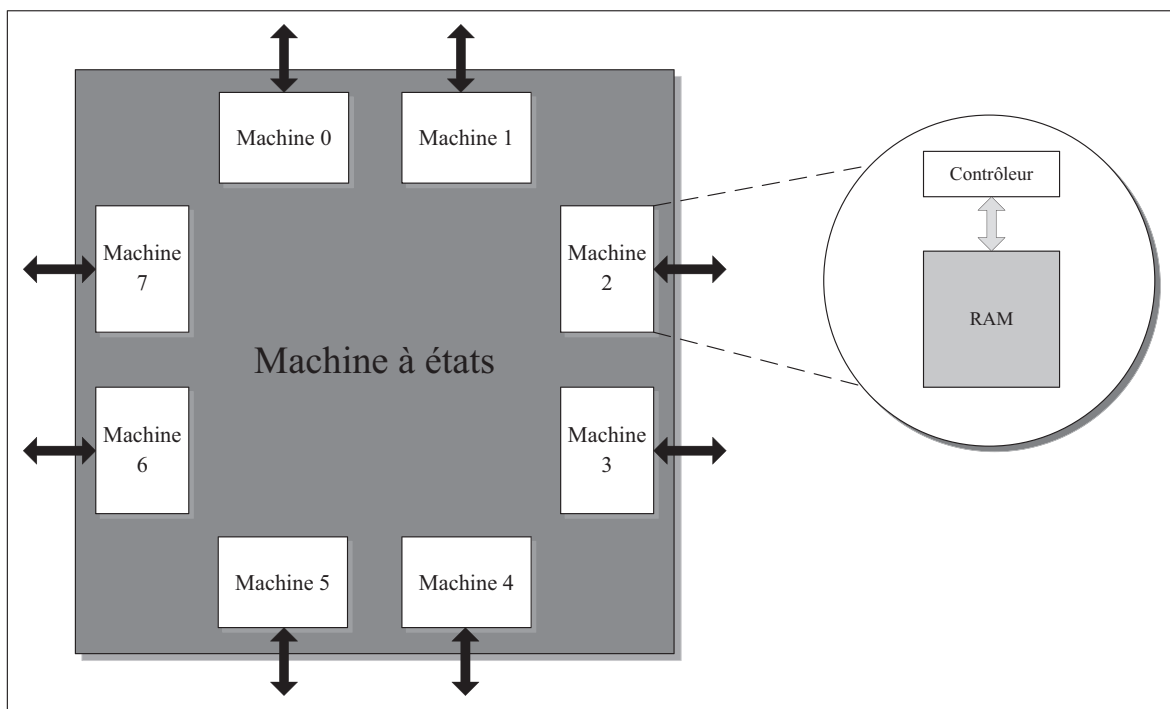 Machine 0
Machine 1
Machine
7
Machine
2
Contrôleur
RAM
Machine à états
Machine
6
Machine
3
Machine 5
Machine 4